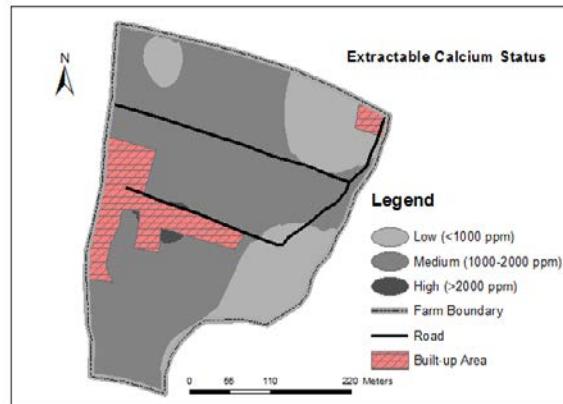 N
Extractable Calcium Status
Legend
Low (<1000 ppm)
Medium (1000-2000 ppm)
High (>2000 ppm)
Farm Boundary
Road
Built-up Area
0 55 110 220
Meters